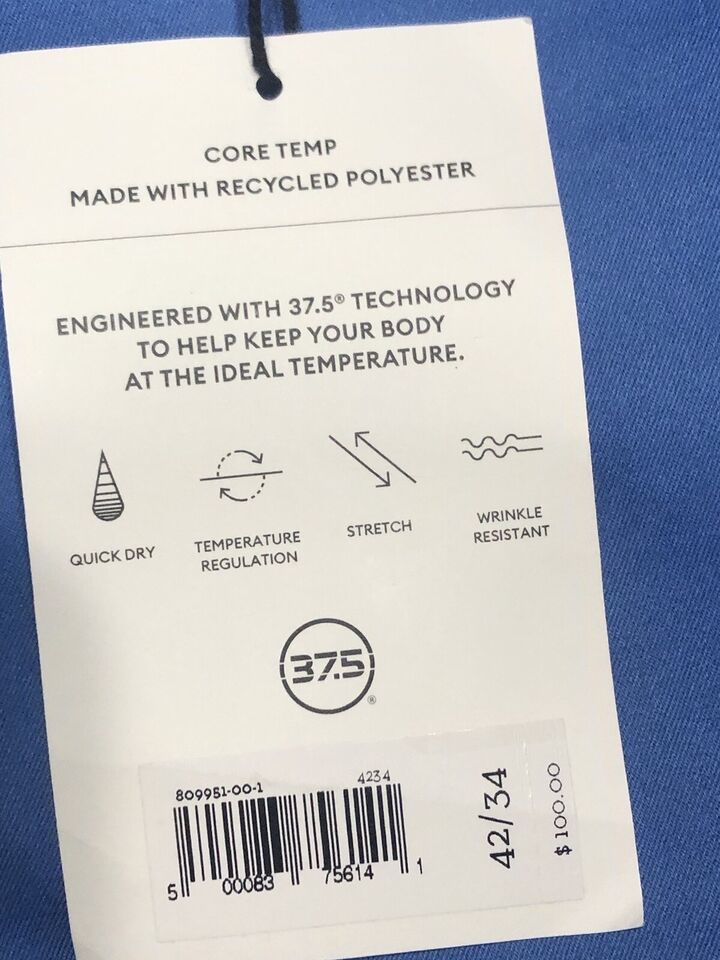 CORE TEMP
MADE WITH RECYCLED POLYESTER
ENGINEERED WITH 37.5® TECHNOLOGY
TO HELP KEEP YOUR BODY
AT THE IDEAL TEMPERATURE.
QUICK DRY
TEMPERATURE
REGULATION
STRETCH
WRINKLE
RESISTANT
37.5®
809951-00-1
4234
5 00083 75614 1
42/34
$100.00